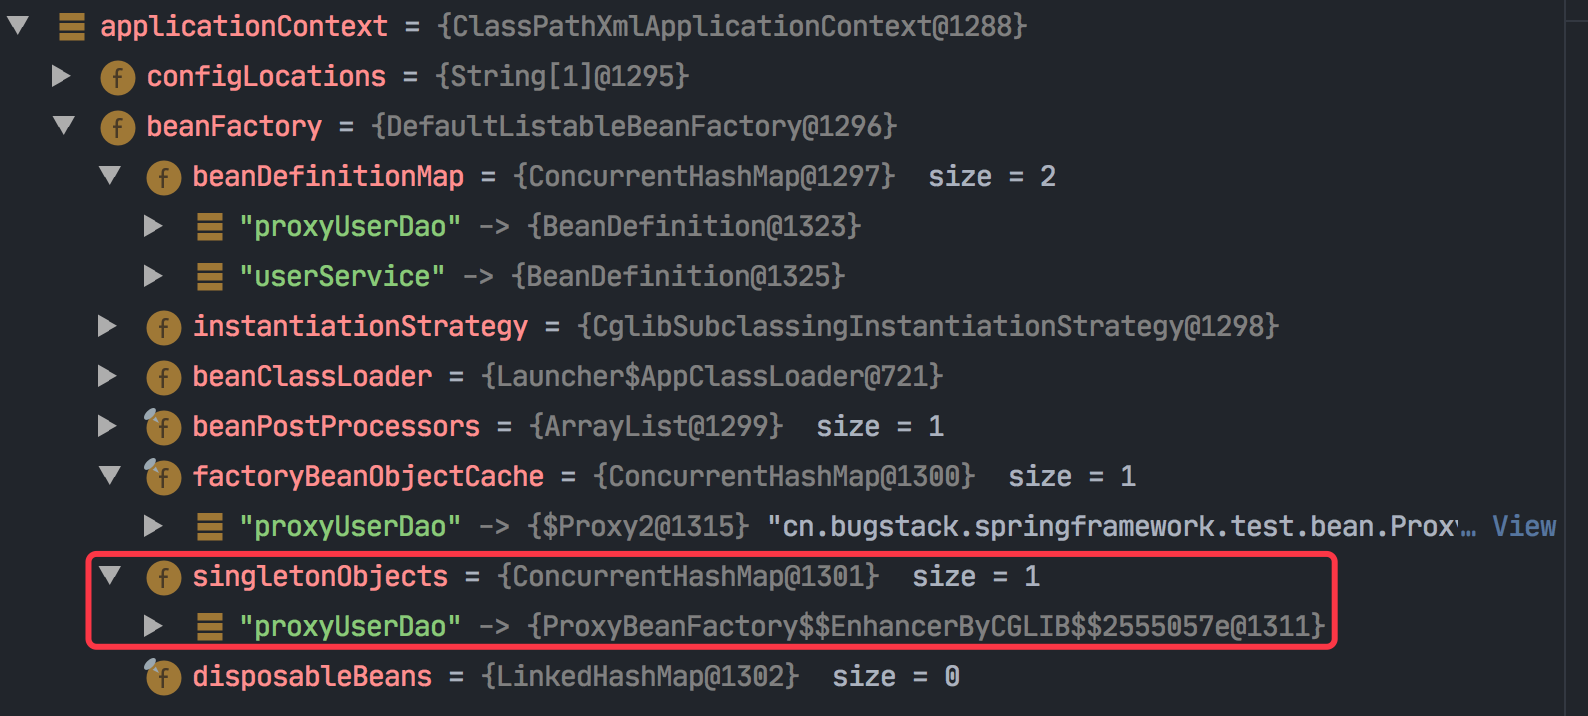 applicationContext = {ClassPathXmlApplicationContext@1288}
f configLocations = {String[1]@1295}
f beanFactory = {DefaultListableBeanFactory@1296}
f beanDefinitionMap = {ConcurrentHashMap@1297} size = 2
"proxyUserDao" -> {BeanDefinition@1323}
"userService" -> {BeanDefinition@1325}
f instantiationStrategy = {CglibSubclassingInstantiationStrategy@1298}
f beanClassLoader = {Launcher$AppClassLoader@721}
f beanPostProcessors = {ArrayList@1299} size = 1
f factoryBeanObjectCache = {ConcurrentHashMap@1300} size = 1
"proxyUserDao" -> {$Proxy2@1315} "cn.bugstack.springframework.test.bean.Prox… View
f singletonObjects = {ConcurrentHashMap@1301} size = 1
"proxyUserDao" -> {ProxyBeanFactory$$EnhancerByCGLIB$$2555057e@1311}
f disposableBeans = {LinkedHashMap@1302} size = 0